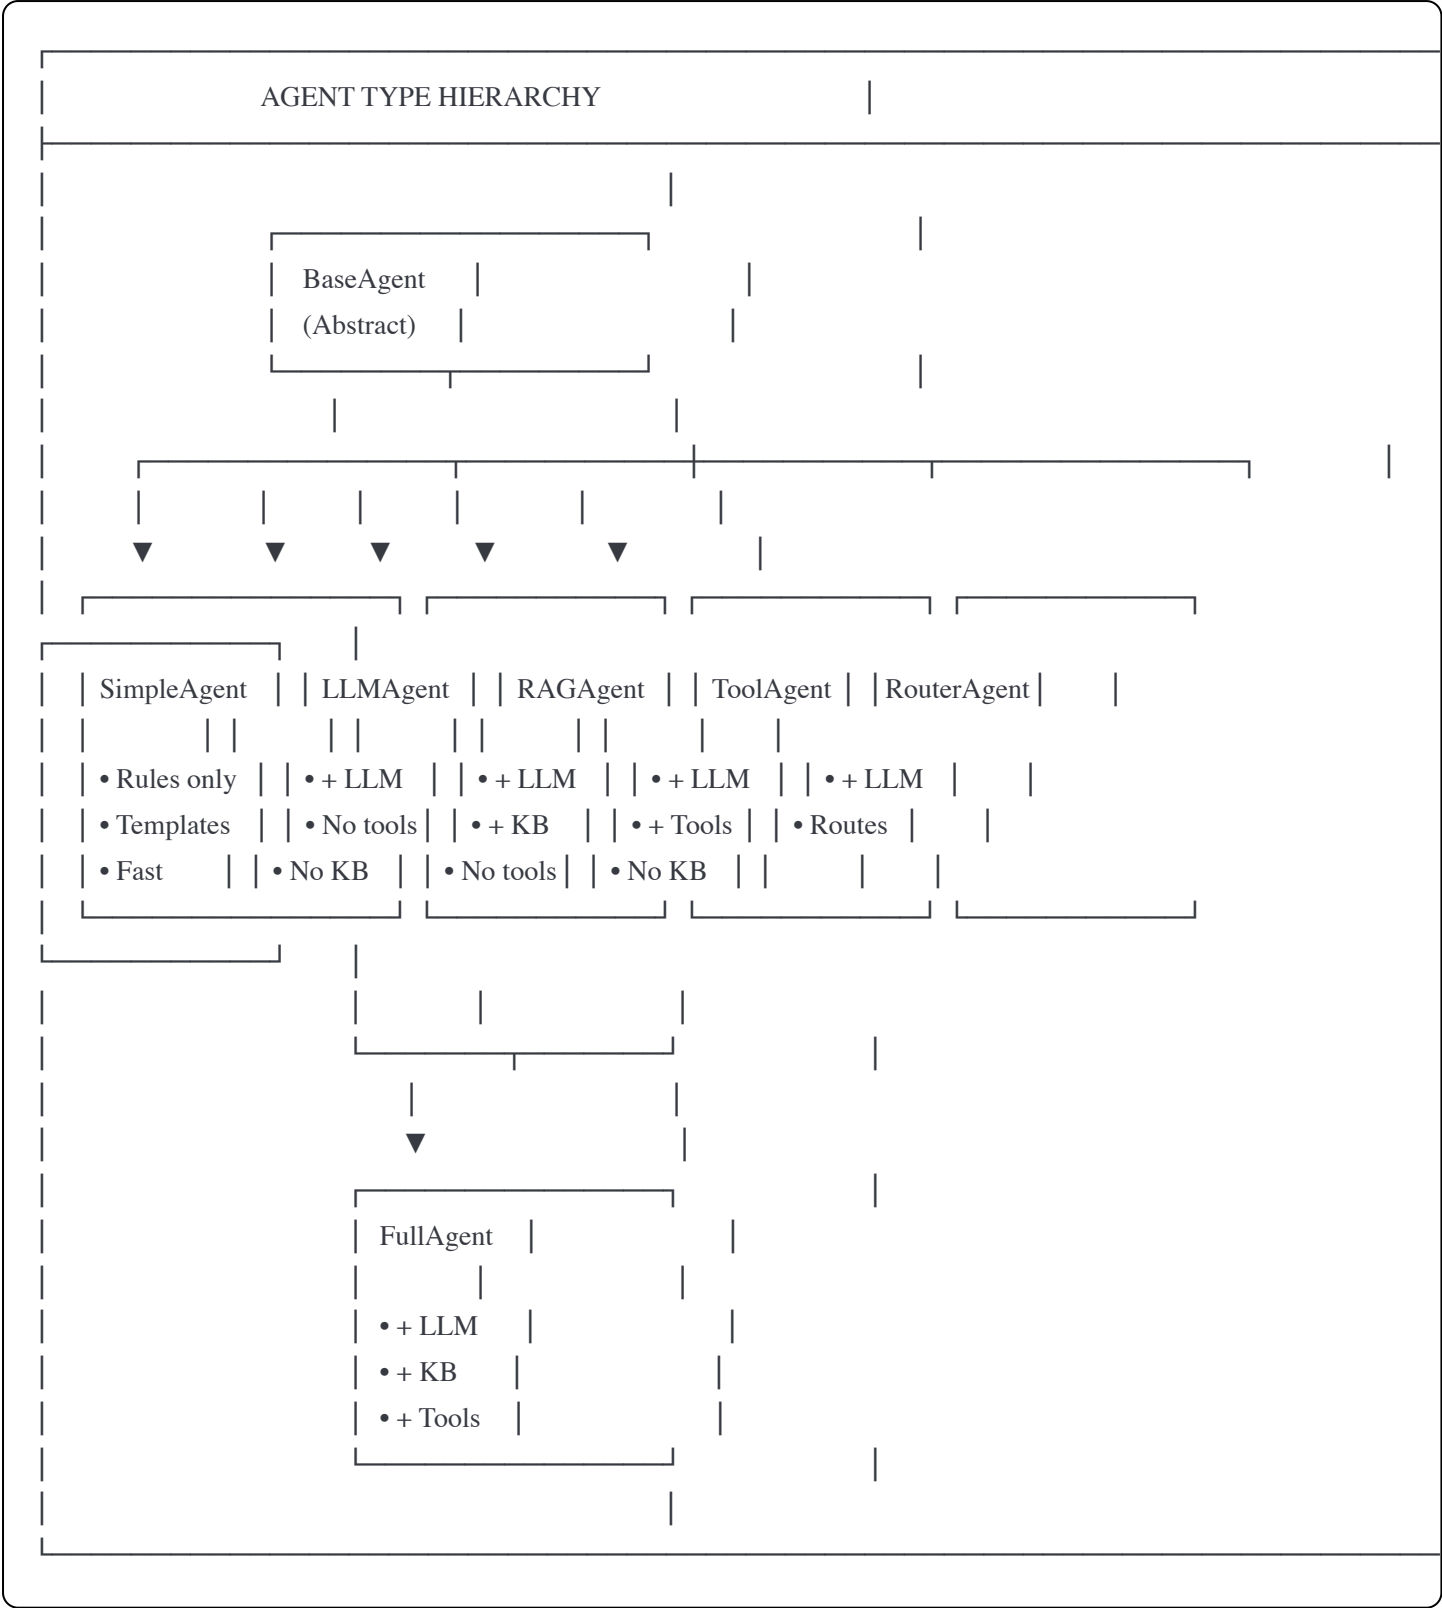 AGENT TYPE HIERARCHY
BaseAgent
(Abstract)
SimpleAgent LLMAgent RAGAgent ToolAgent RouterAgent
• Rules only • + LLM • + LLM • + LLM • + LLM
• Templates • No tools • + KB • + Tools • Routes
• Fast • No KB • No tools • No KB
FullAgent
• + LLM
• + KB
• + Tools